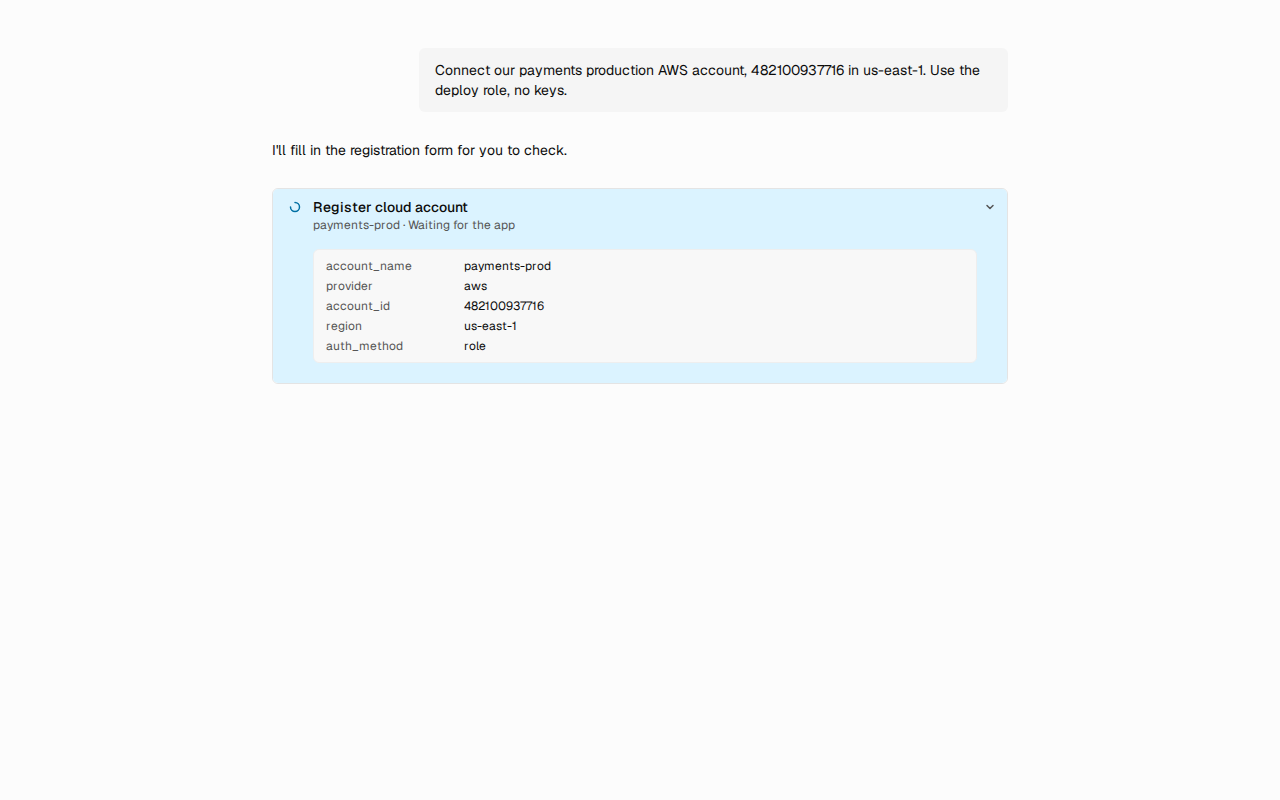 Connect our payments production AWS account, 482100937716 in us-east-1. Use the
deploy role, no keys.
I'll fill in the registration form for you to check.
Register cloud account
payments-prod · Waiting for the app
account_name payments-prod
provider aws
account_id 482100937716
region us-east-1
auth_method role